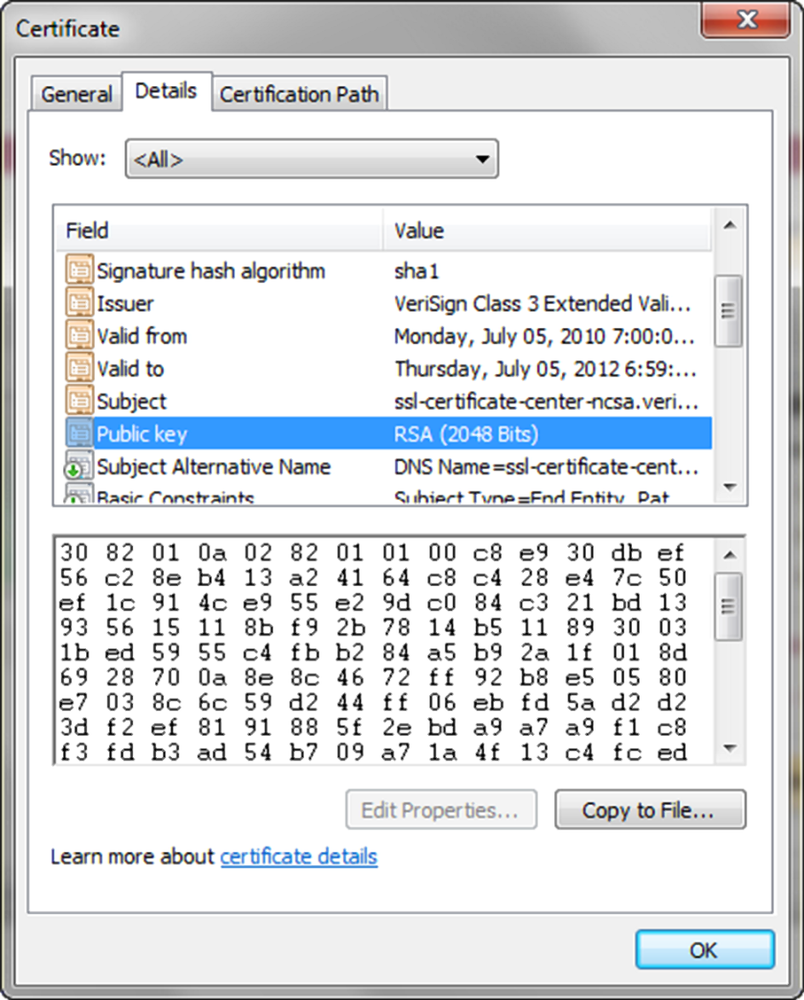 Certificate
General Details Certification Path
Show: <All>
Field Value
Signature hash algorithm sha1
Issuer VeriSign Class 3 Extended Vali...
Valid from Monday, July 05, 2010 7:00:0...
Valid to Thursday, July 05, 2012 6:59:...
Subject ssl-certificate-center-ncsa.veri...
Public key RSA (2048 Bits)
Subject Alternative Name DNS Name=ssl-certificate-cent...
Basic Constraints Subject Type=End Entity, Pat
30 82 01 0a 02 82 01 01 00 c8 e9 30 db ef
56 c2 8e b4 13 a2 41 64 c8 c4 28 e4 7c 50
ef 1c 91 4c e9 55 e2 9d c0 84 c3 21 bd 13
93 56 15 11 8b f9 2b 78 14 b5 11 89 30 03
1b ed 59 55 c4 fb b2 84 a5 b9 2a 1f 01 8d
69 28 70 0a 8e 8c 46 72 ff 92 b8 e5 05 80
e7 03 8c 6c 59 d2 44 ff 06 eb fd 5a d2 d2
3d f2 ef 81 91 88 5f 2e bd a9 a7 a9 f1 c8
f3 fd b3 ad 54 b7 09 a7 1a 4f 13 c4 fc ed
Edit Properties... Copy to File...
Learn more about certificate details
OK